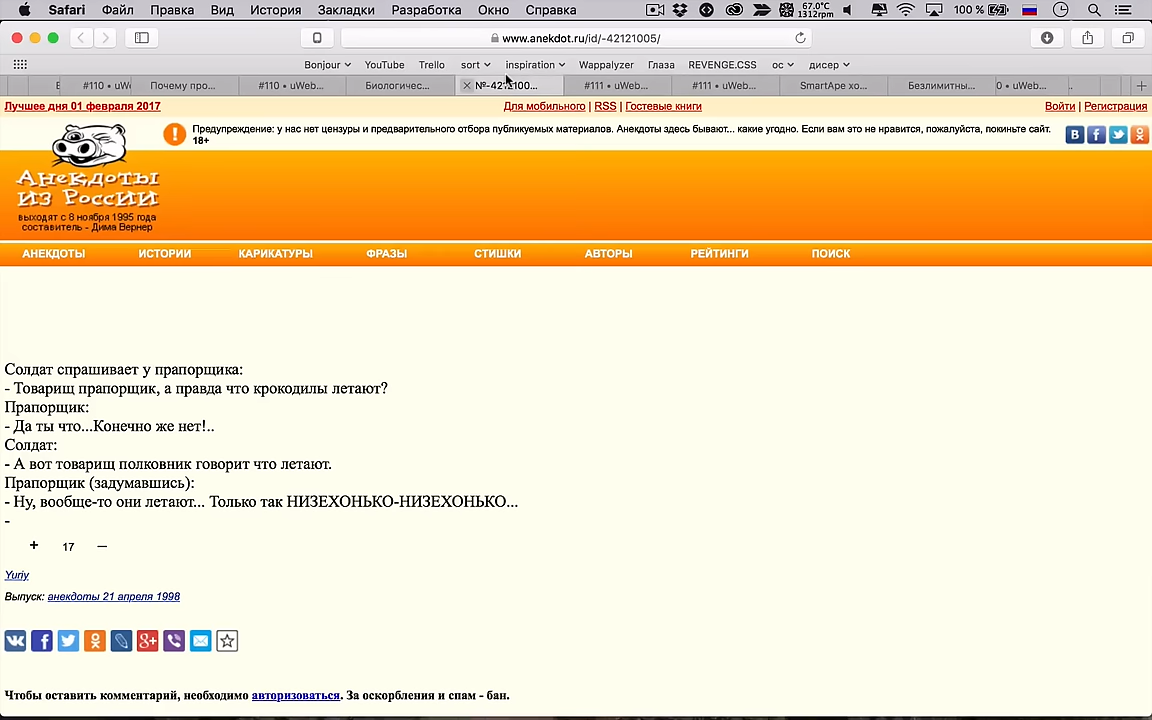 Safari Файл Правка Вид История Закладки Разработка Окно Справка 67.0°C 1312rpm 100 %
www.anekdot.ru/id/-42121005/
Bonjour YouTube Trello sort inspiration Wappalyzer Глаза REVENGE.CSS ос дисер
#110 • uW Почему про... #110 • uWeb... Биологичес... #111 • uWeb... #111 • uWeb... SmartApe хо... Безлимитны... 0 • uWeb...
Лучшее дня 01 февраля 2017 Для мобильного | RSS | Гостевые книги Войти | Регистрация
Предупреждение: у нас нет цензуры и предварительного отбора публикуемых материалов. Анекдоты здесь бывают... какие угодно. Если вам это не нравится, пожалуйста, покиньте сайт.
18+
Анекдоты
из России
выходят с 8 ноября 1995 года
составитель - Дима Вернер
АНЕКДОТЫ ИСТОРИИ КАРИКАТУРЫ ФРАЗЫ СТИШКИ АВТОРЫ РЕЙТИНГИ ПОИСК
Солдат спрашивает у прапорщика:
- Товарищ прапорщик, а правда что крокодилы летают?
Прапорщик:
- Да ты что...Конечно же нет!..
Солдат:
- А вот товарищ полковник говорит что летают.
Прапорщик (задумавшись):
- Ну, вообще-то они летают... Только так НИЗЕХОНЬКО-НИЗЕХОНЬКО...
-
+ 17 –
Yuriy
Выпуск: анекдоты 21 апреля 1998
Чтобы оставить комментарий, необходимо авторизоваться. За оскорбления и спам - бан.